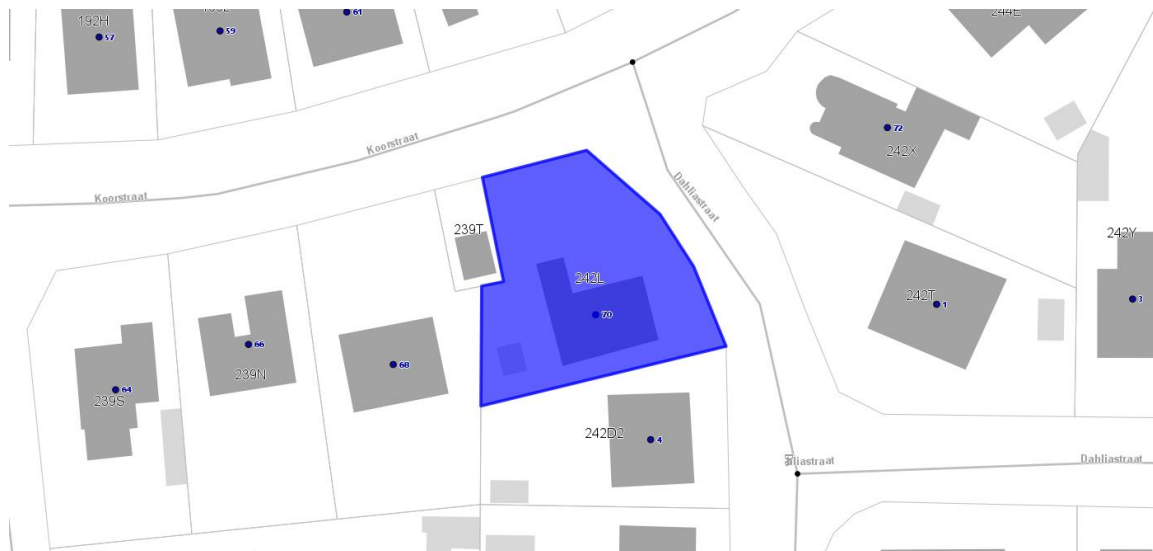 192H
57
59
61
244E
72
242X
Koorstraat
Koorstraat
Dahliastraat
239T
242L
70
242Y
3
242T
1
66
239N
68
64
239S
242D2
4
Dahliastraat